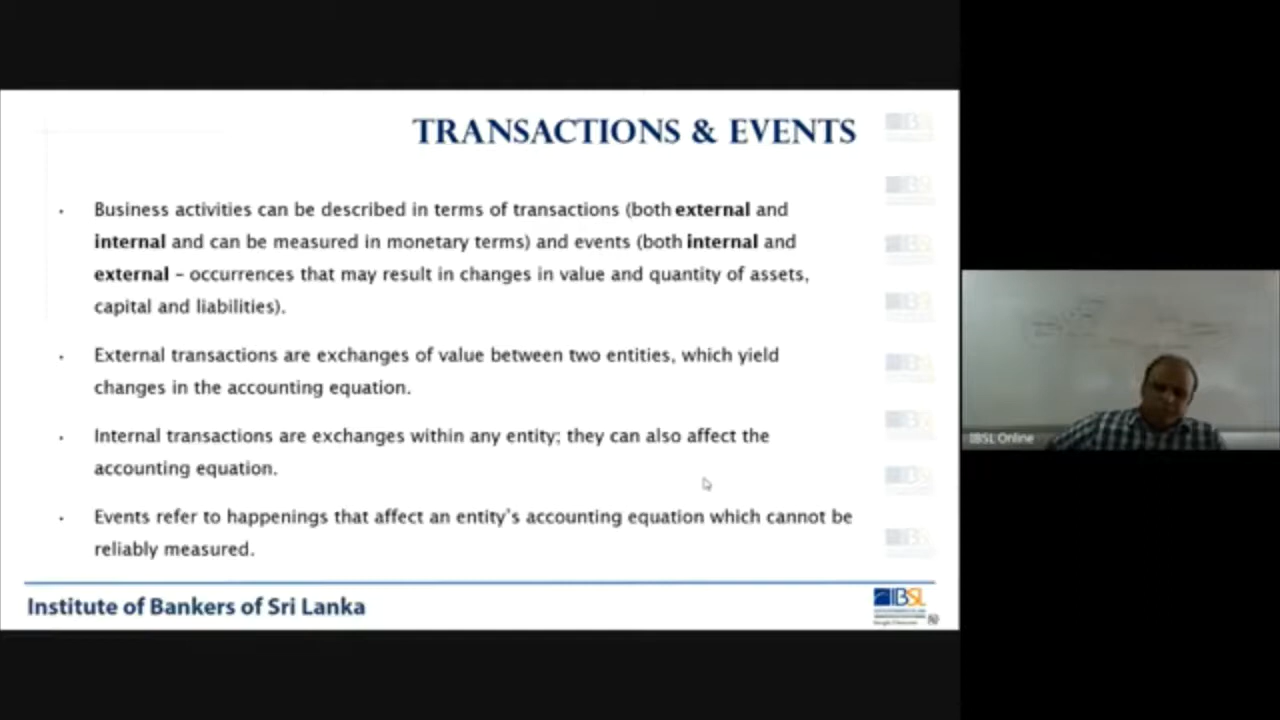 TRANSACTIONS & EVENTS
· Business activities can be described in terms of transactions (both external and
internal and can be measured in monetary terms) and events (both internal and
external – occurrences that may result in changes in value and quantity of assets,
capital and liabilities).
· External transactions are exchanges of value between two entities, which yield
changes in the accounting equation.
· Internal transactions are exchanges within any entity; they can also affect the
accounting equation.
· Events refer to happenings that affect an entity's accounting equation which cannot be
reliably measured.
Institute of Bankers of Sri Lanka
IBSL
IBSL Online